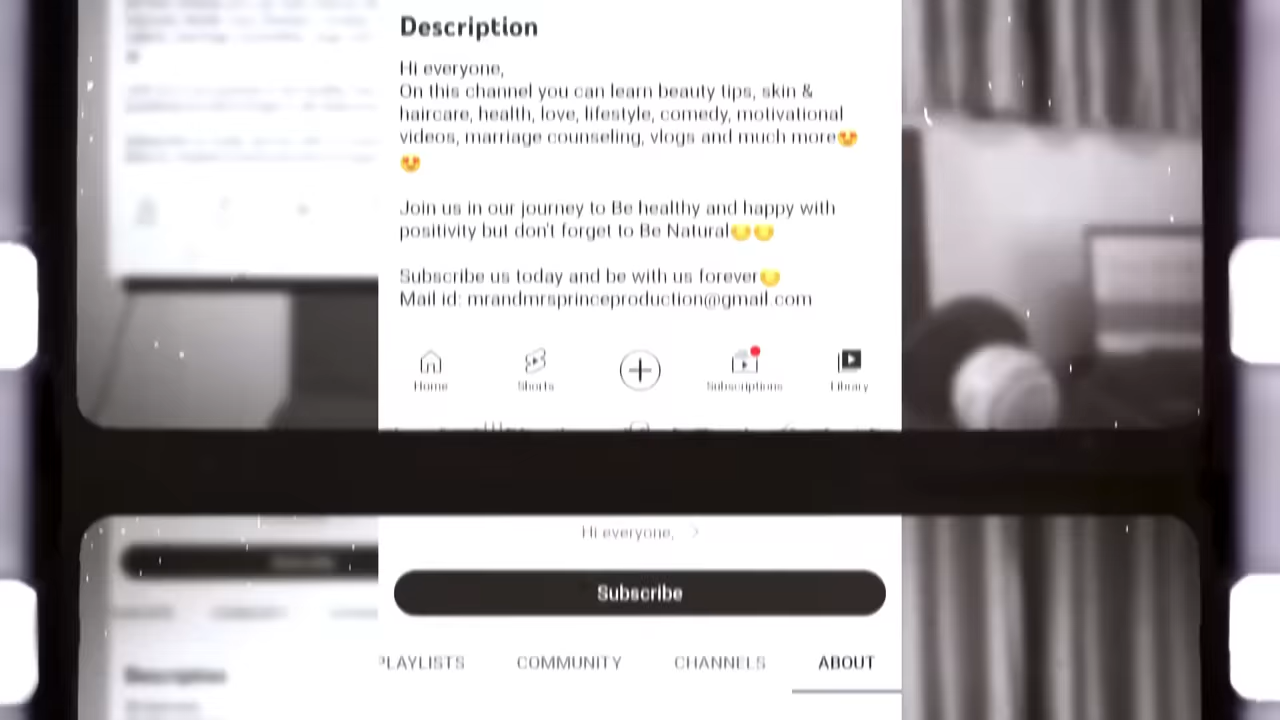 Description
Hi everyone,
On this channel you can learn beauty tips, skin &
haircare, health, love, lifestyle, comedy, motivational
videos, marriage counseling, vlogs and much more😍
😍
Join us in our journey to Be healthy and happy with
positivity but don't forget to Be Natural😊😊
Subscribe us today and be with us forever😊
Mail id: mrandmrsprinceproduction@gmail.com
Home Shorts Subscriptions Library
Hi everyone,
Subscribe
PLAYLISTS COMMUNITY CHANNELS ABOUT
Description